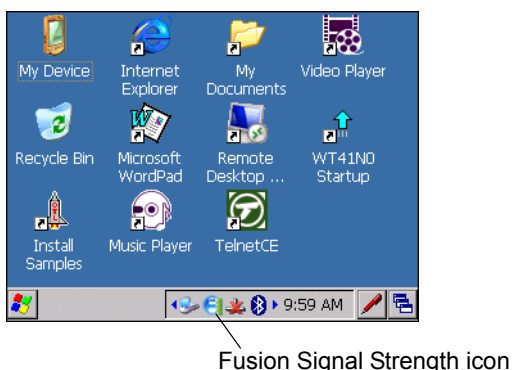 My Device
Internet Explorer
My Documents
Video Player
Recycle Bin
Microsoft WordPad
Remote Desktop ...
WT41N0 Startup
Install Samples
Music Player
TelnetCE
9:59 AM
Fusion Signal Strength icon